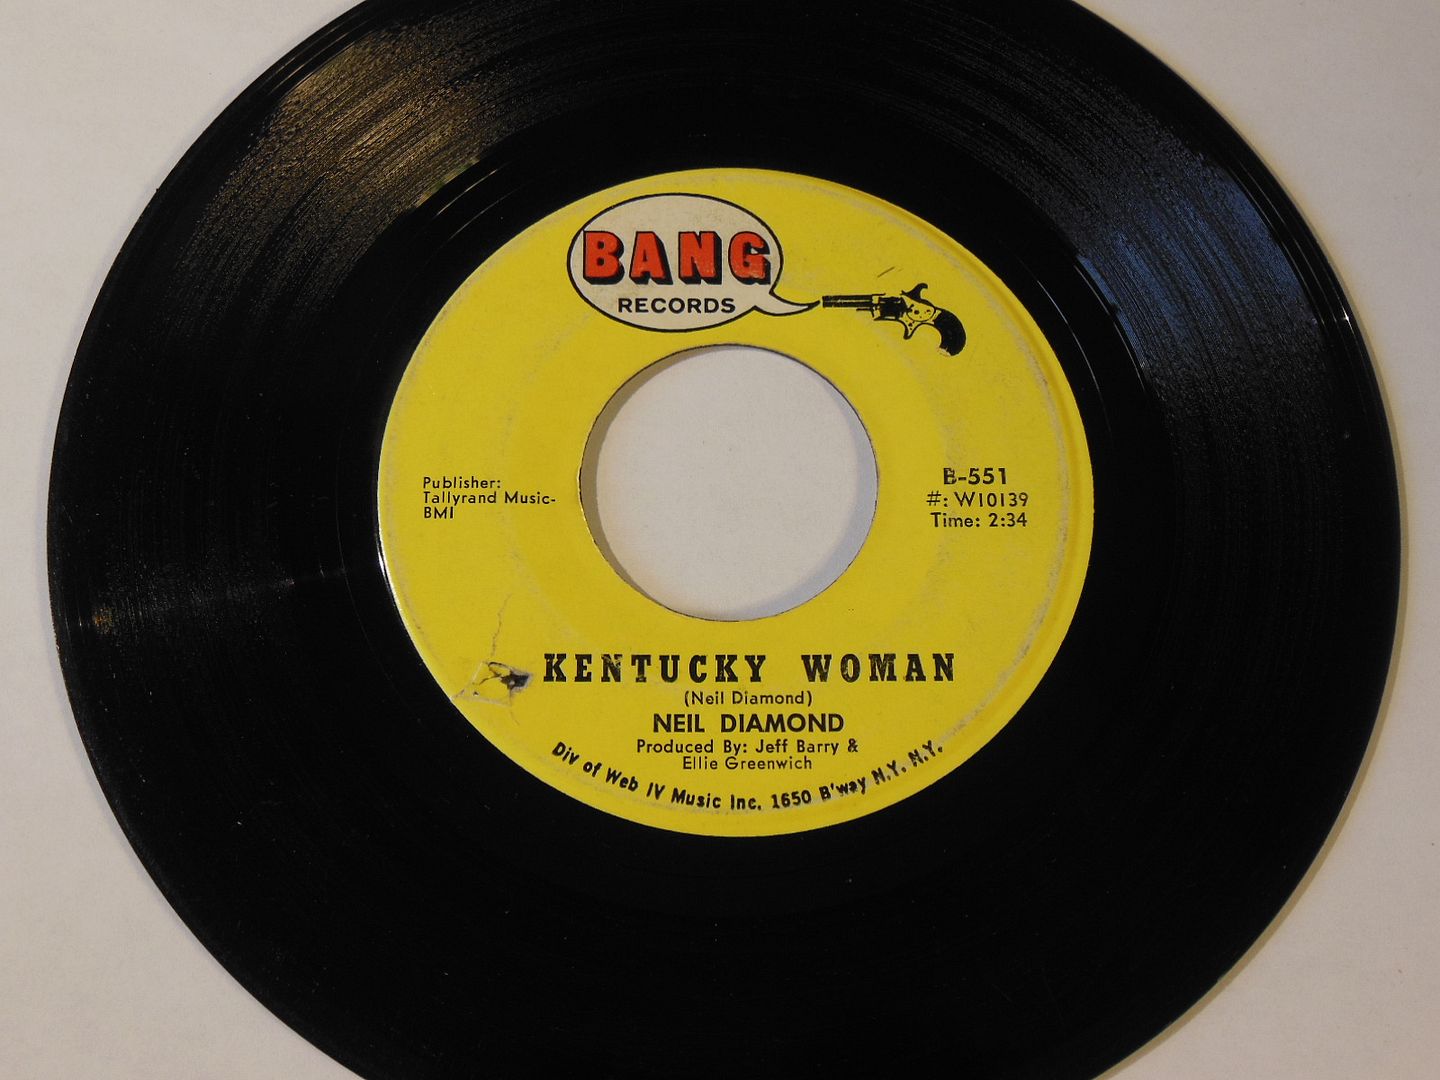 BANG
RECORDS
Publisher:
Tallyrand Music-
BMI
B-551
#: W10139
Time: 2:34
KENTUCKY WOMAN
(Neil Diamond)
NEIL DIAMOND
Produced By: Jeff Barry &
Ellie Greenwich
Div of Web IV Music Inc. 1650 B'way N.Y. N.Y.